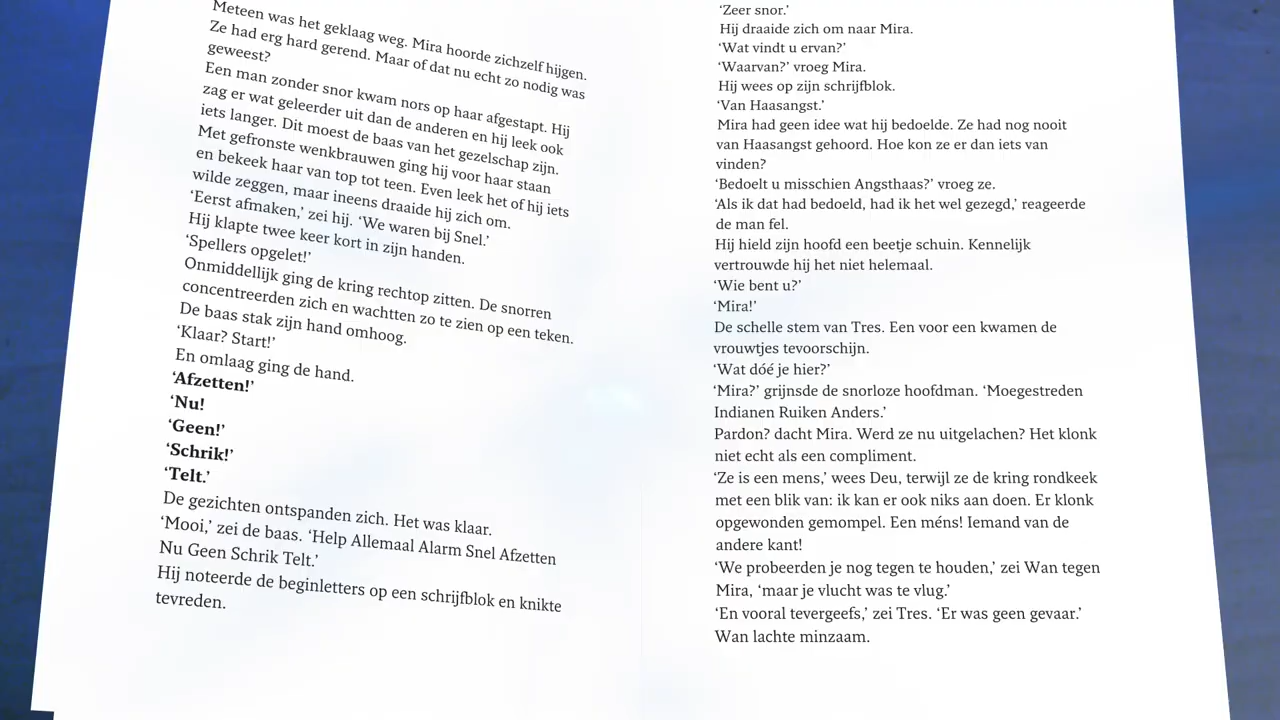 Meteen was het geklaag weg. Mira hoorde zichzelf hijgen.
Ze had erg hard gerend. Maar of dat nu echt zo nodig was
geweest?
Een man zonder snor kwam nors op haar afgestapt. Hij
zag er wat geleerder uit dan de anderen en hij leek ook
iets langer. Dit moest de baas van het gezelschap zijn.
Met gefronste wenkbrauwen ging hij voor haar staan
en bekeek haar van top tot teen. Even leek het of hij iets
wilde zeggen, maar ineens draaide hij zich om.
‘Eerst afmaken,’ zei hij. ‘We waren bij Snel.’
Hij klapte twee keer kort in zijn handen.
‘Spellers opgelet!’
Onmiddellijk ging de kring rechtop zitten. De snorren
concentreerden zich en wachtten zo te zien op een teken.
De baas stak zijn hand omhoog.
‘Klaar? Start!’
En omlaag ging de hand.
‘Afzetten!’
‘Nu!
‘Geen!’
‘Schrik!’
‘Telt.’
De gezichten ontspanden zich. Het was klaar.
‘Mooi,’ zei de baas. ‘Help Allemaal Alarm Snel Afzetten
Nu Geen Schrik Telt.’
Hij noteerde de beginletters op een schrijfblok en knikte
tevreden.
‘Zeer snor.’
Hij draaide zich om naar Mira.
‘Wat vindt u ervan?’
‘Waarvan?’ vroeg Mira.
Hij wees op zijn schrijfblok.
‘Van Haasangst.’
Mira had geen idee wat hij bedoelde. Ze had nog nooit
van Haasangst gehoord. Hoe kon ze er dan iets van
vinden?
‘Bedoelt u misschien Angsthaas?’ vroeg ze.
‘Als ik dat had bedoeld, had ik het wel gezegd,’ reageerde
de man fel.
Hij hield zijn hoofd een beetje schuin. Kennelijk
vertrouwde hij het niet helemaal.
‘Wie bent u?’
‘Mira!’
De schelle stem van Tres. Een voor een kwamen de
vrouwtjes tevoorschijn.
‘Wat dóé je hier?’
‘Mira?’ grijnsde de snorloze hoofdman. ‘Moegestreden
Indianen Ruiken Anders.’
Pardon? dacht Mira. Werd ze nu uitgelachen? Het klonk
niet echt als een compliment.
‘Ze is een mens,’ wees Deu, terwijl ze de kring rondkeek
met een blik van: ik kan er ook niks aan doen. Er klonk
opgewonden gemompel. Een méns! Iemand van de
andere kant!
‘We probeerden je nog tegen te houden,’ zei Wan tegen
Mira, ‘maar je vlucht was te vlug.’
‘En vooral tevergeefs,’ zei Tres. ‘Er was geen gevaar.’
Wan lachte minzaam.